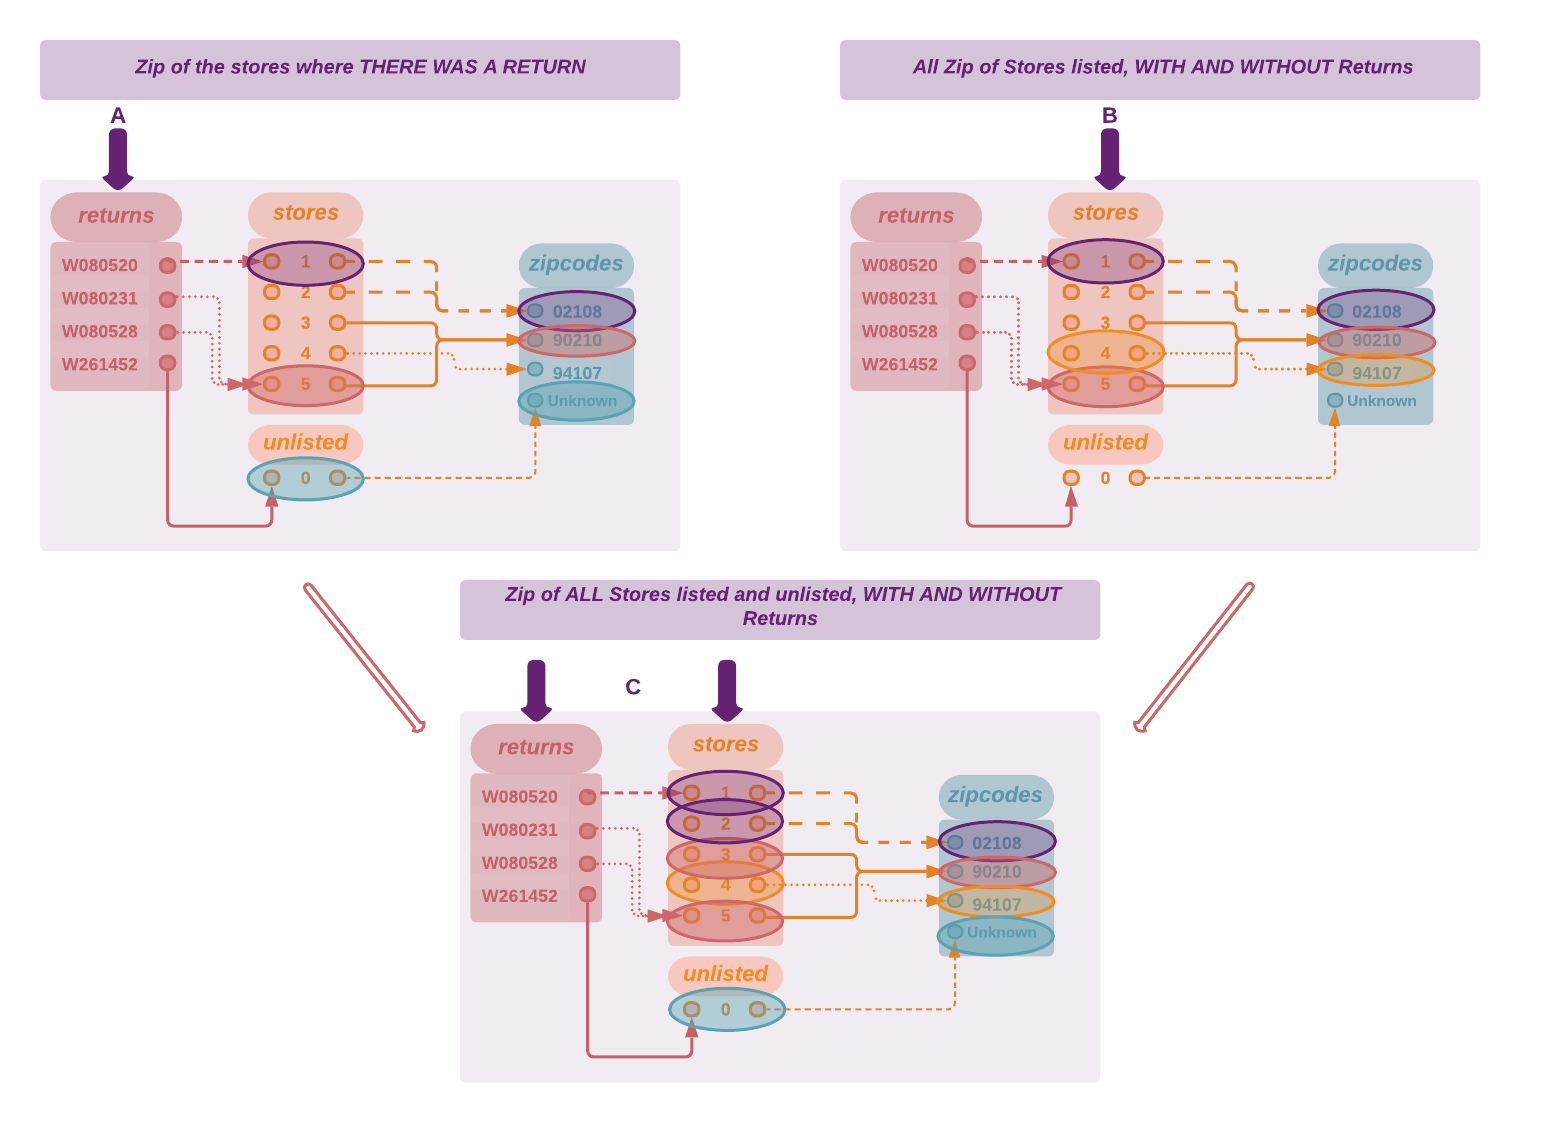 Zip of the stores where THERE WAS A RETURN
A
returns
stores
zipcodes
W080520
W080231
W080528
W261452
1
2
3
4
5
02108
90210
94107
Unknown
unlisted
0
All Zip of Stores listed, WITH AND WITHOUT Returns
B
returns
stores
zipcodes
W080520
W080231
W080528
W261452
1
2
3
4
5
02108
90210
94107
Unknown
unlisted
0
Zip of ALL Stores listed and unlisted, WITH AND WITHOUT
Returns
C
returns
stores
zipcodes
W080520
W080231
W080528
W261452
1
2
3
4
5
02108
90210
94107
Unknown
unlisted
0